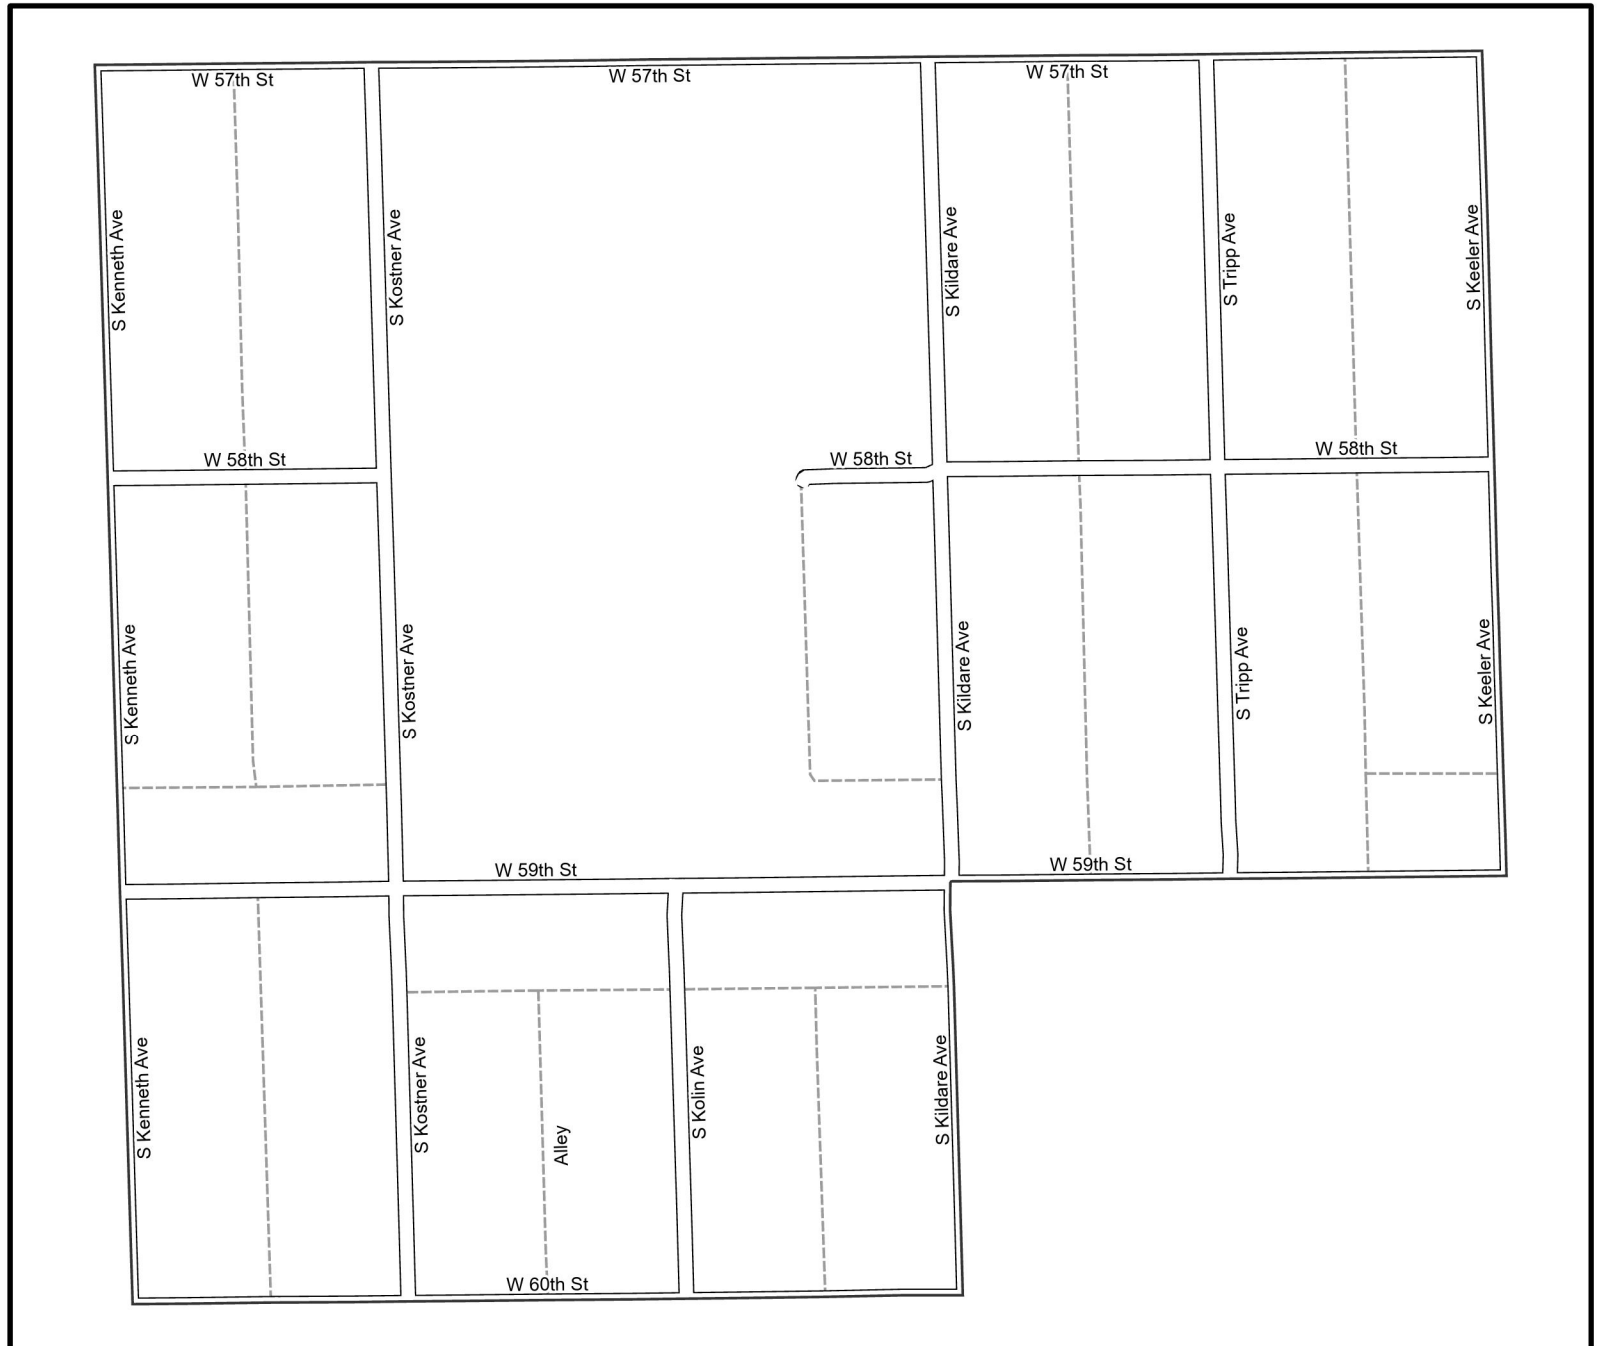 W 57th St
W 57th St
W 57th St
S Kenneth Ave
S Kostner Ave
S Kildare Ave
S Tripp Ave
S Keeler Ave
W 58th St
W 58th St
W 58th St
S Kenneth Ave
S Kostner Ave
S Kildare Ave
S Tripp Ave
S Keeler Ave
W 59th St
W 59th St
S Kenneth Ave
S Kostner Ave
Alley
S Kolin Ave
S Kildare Ave
W 60th St